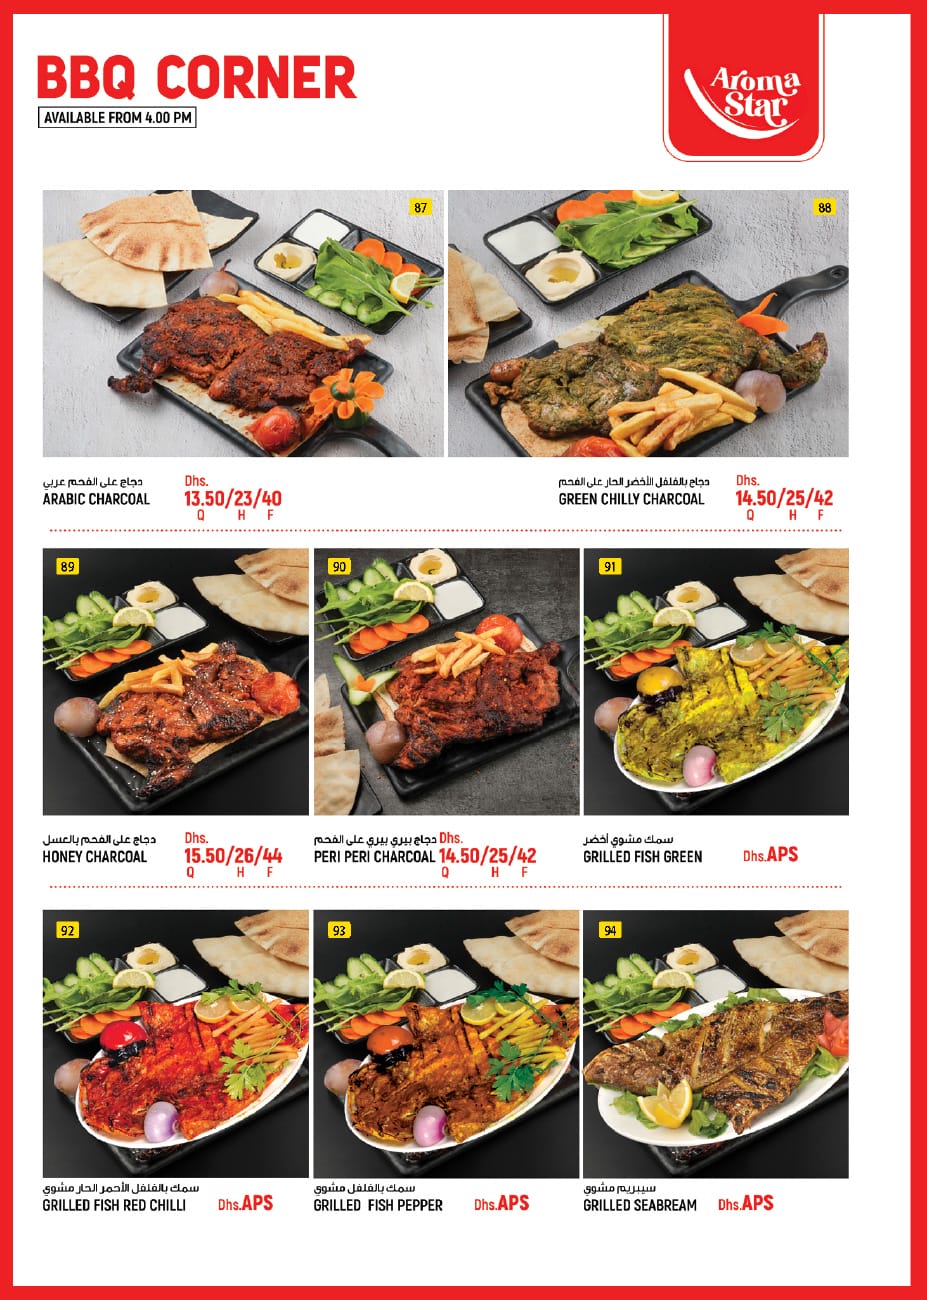 BBQ CORNER
AVAILABLE FROM 4.00 PM
Aroma
Star
87
88
دجاج على الفحم عربي
ARABIC CHARCOAL
Dhs.
13.50/23/40
Q H F
دجاج بالفلفل الأخضر الحار على الفحم
GREEN CHILLY CHARCOAL
Dhs.
14.50/25/42
Q H F
89
90
91
دجاج على الفحم بالعسل
HONEY CHARCOAL
Dhs.
15.50/26/44
Q H F
دجاج بيري بيري على الفحم
PERI PERI CHARCOAL
Dhs.
14.50/25/42
Q H F
سمك مشوي أخضر
GRILLED FISH GREEN
Dhs.APS
92
93
94
سمك بالفلفل الأحمر الحار مشوي
GRILLED FISH RED CHILLI
Dhs.APS
سمك بالفلفل مشوي
GRILLED FISH PEPPER
Dhs.APS
سيبريم مشوي
GRILLED SEABREAM
Dhs.APS